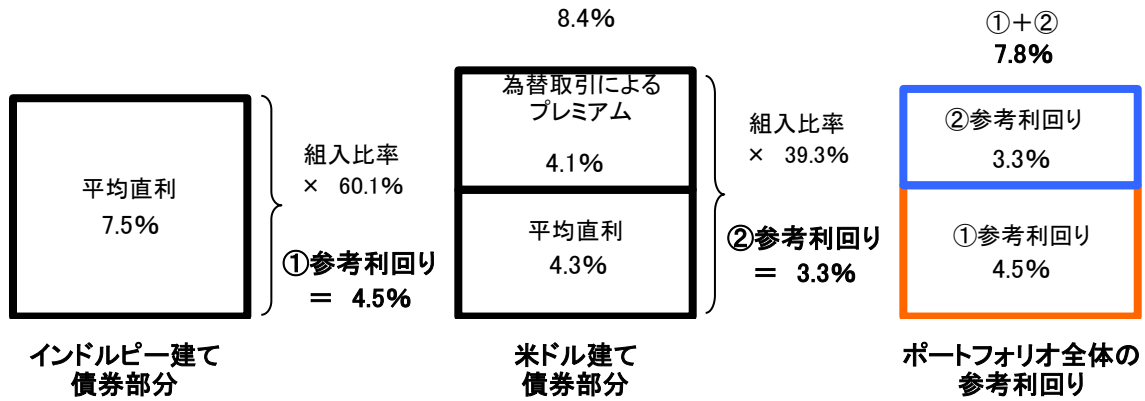 平均直利
7.5%
組入比率
× 60.1%
①参考利回り
＝ 4.5%
インドルピー建て
債券部分
8.4%
為替取引による
プレミアム
4.1%
平均直利
4.3%
組入比率
× 39.3%
②参考利回り
＝ 3.3%
米ドル建て
債券部分
①＋②
7.8%
②参考利回り
3.3%
①参考利回り
4.5%
ポートフォリオ全体の
参考利回り